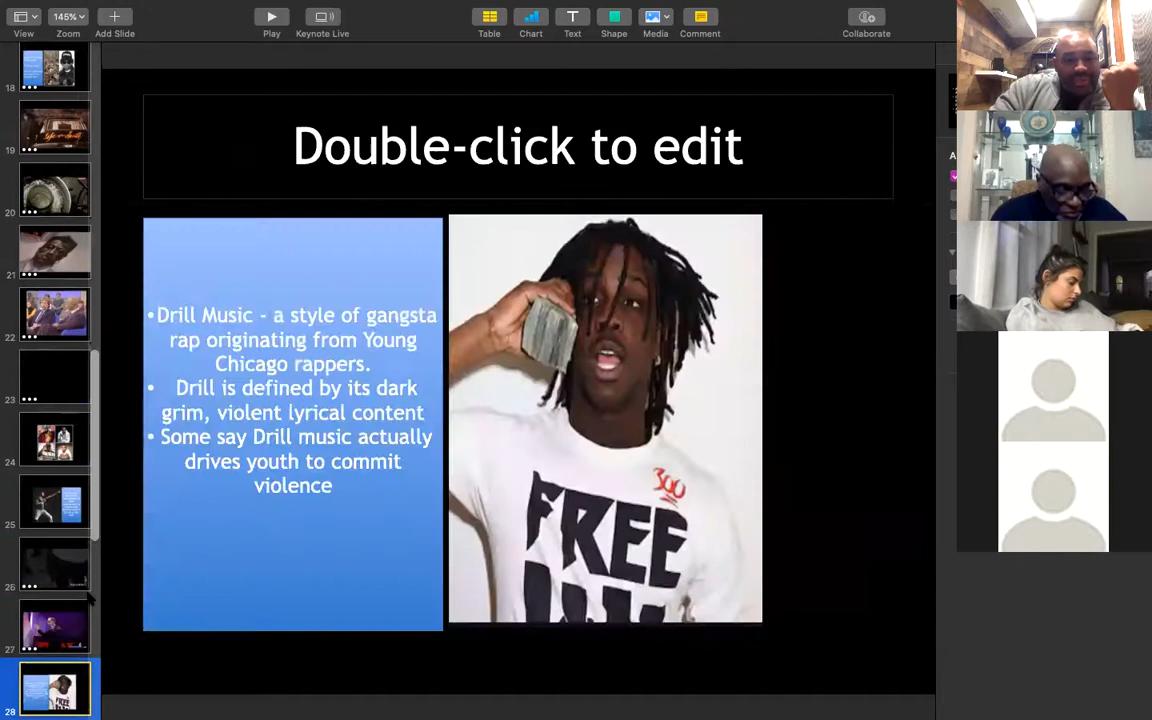 145%
View
Zoom
Add Slide
Play
Keynote Live
Table
Chart
Text
Shape
Media
Comment
Collaborate
Double-click to edit
•Drill Music - a style of gangsta
rap originating from Young
Chicago rappers.
• Drill is defined by its dark
grim, violent lyrical content
• Some say Drill music actually
drives youth to commit
violence
300
FREE
18
19
20
21
22
23
24
25
26
27
28